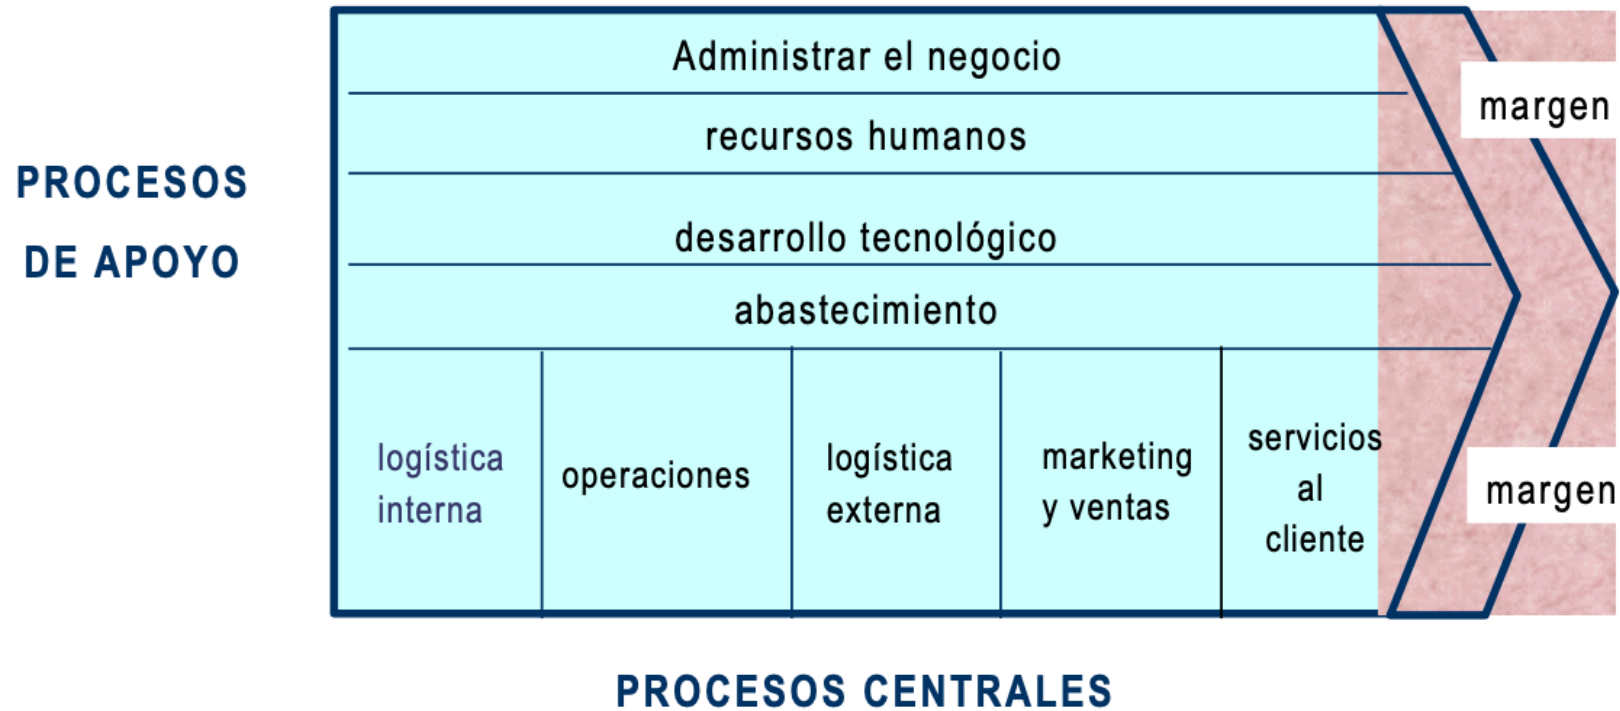 Administrar el negocio
margen
recursos humanos
PROCESOS
DE APOYO
desarrollo tecnológico
abastecimiento
logística
interna
operaciones
logística
externa
marketing
y ventas
servicios
al
cliente
margen
PROCESOS CENTRALES